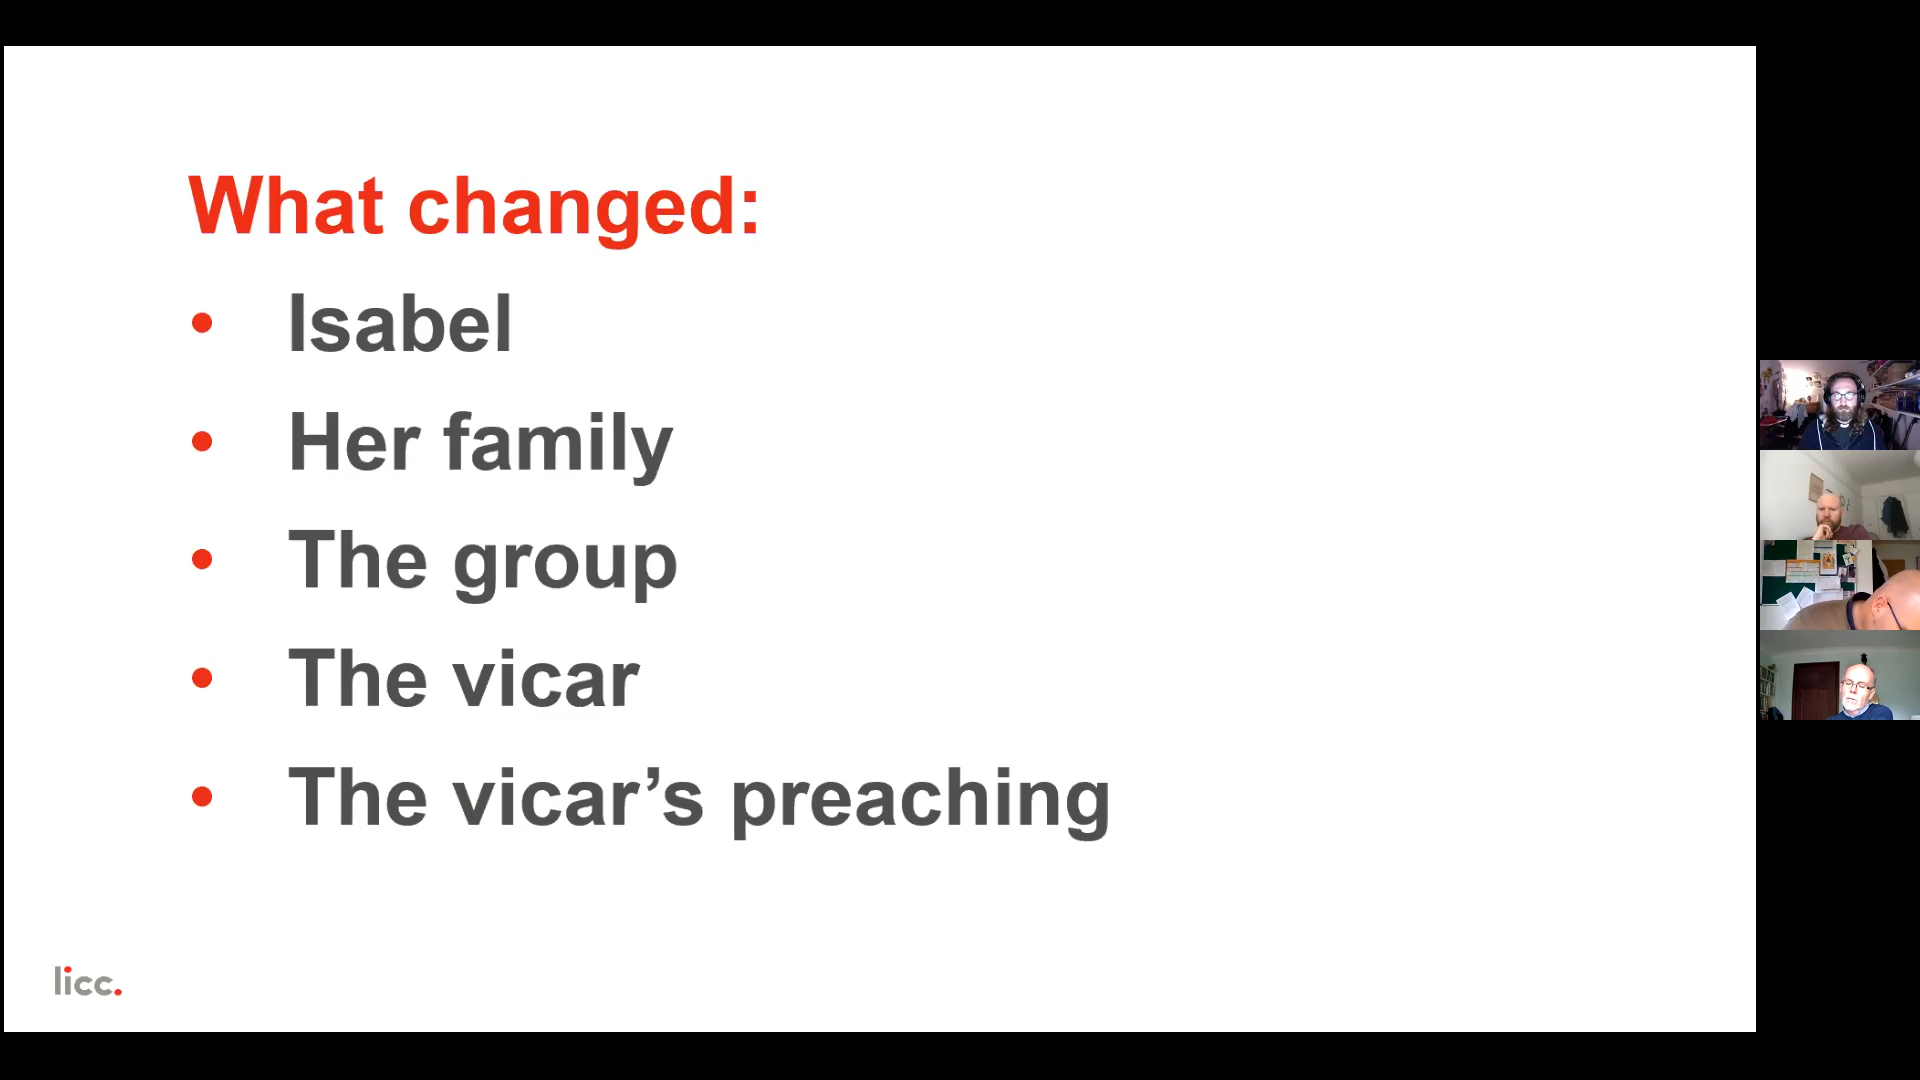 What changed:
• Isabel
• Her family
• The group
• The vicar
• The vicar’s preaching
licc.